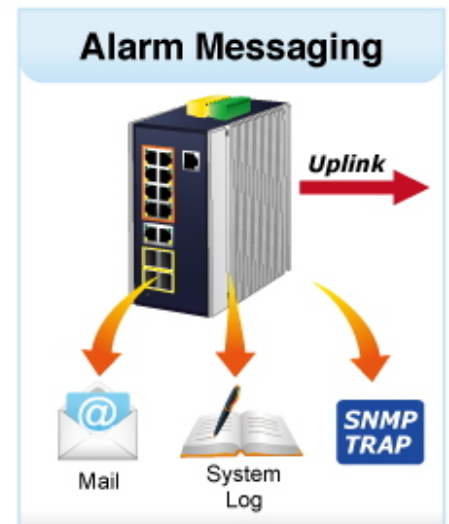 Alarm Messaging
Uplink
@
Mail
System
Log
SNMP
TRAP